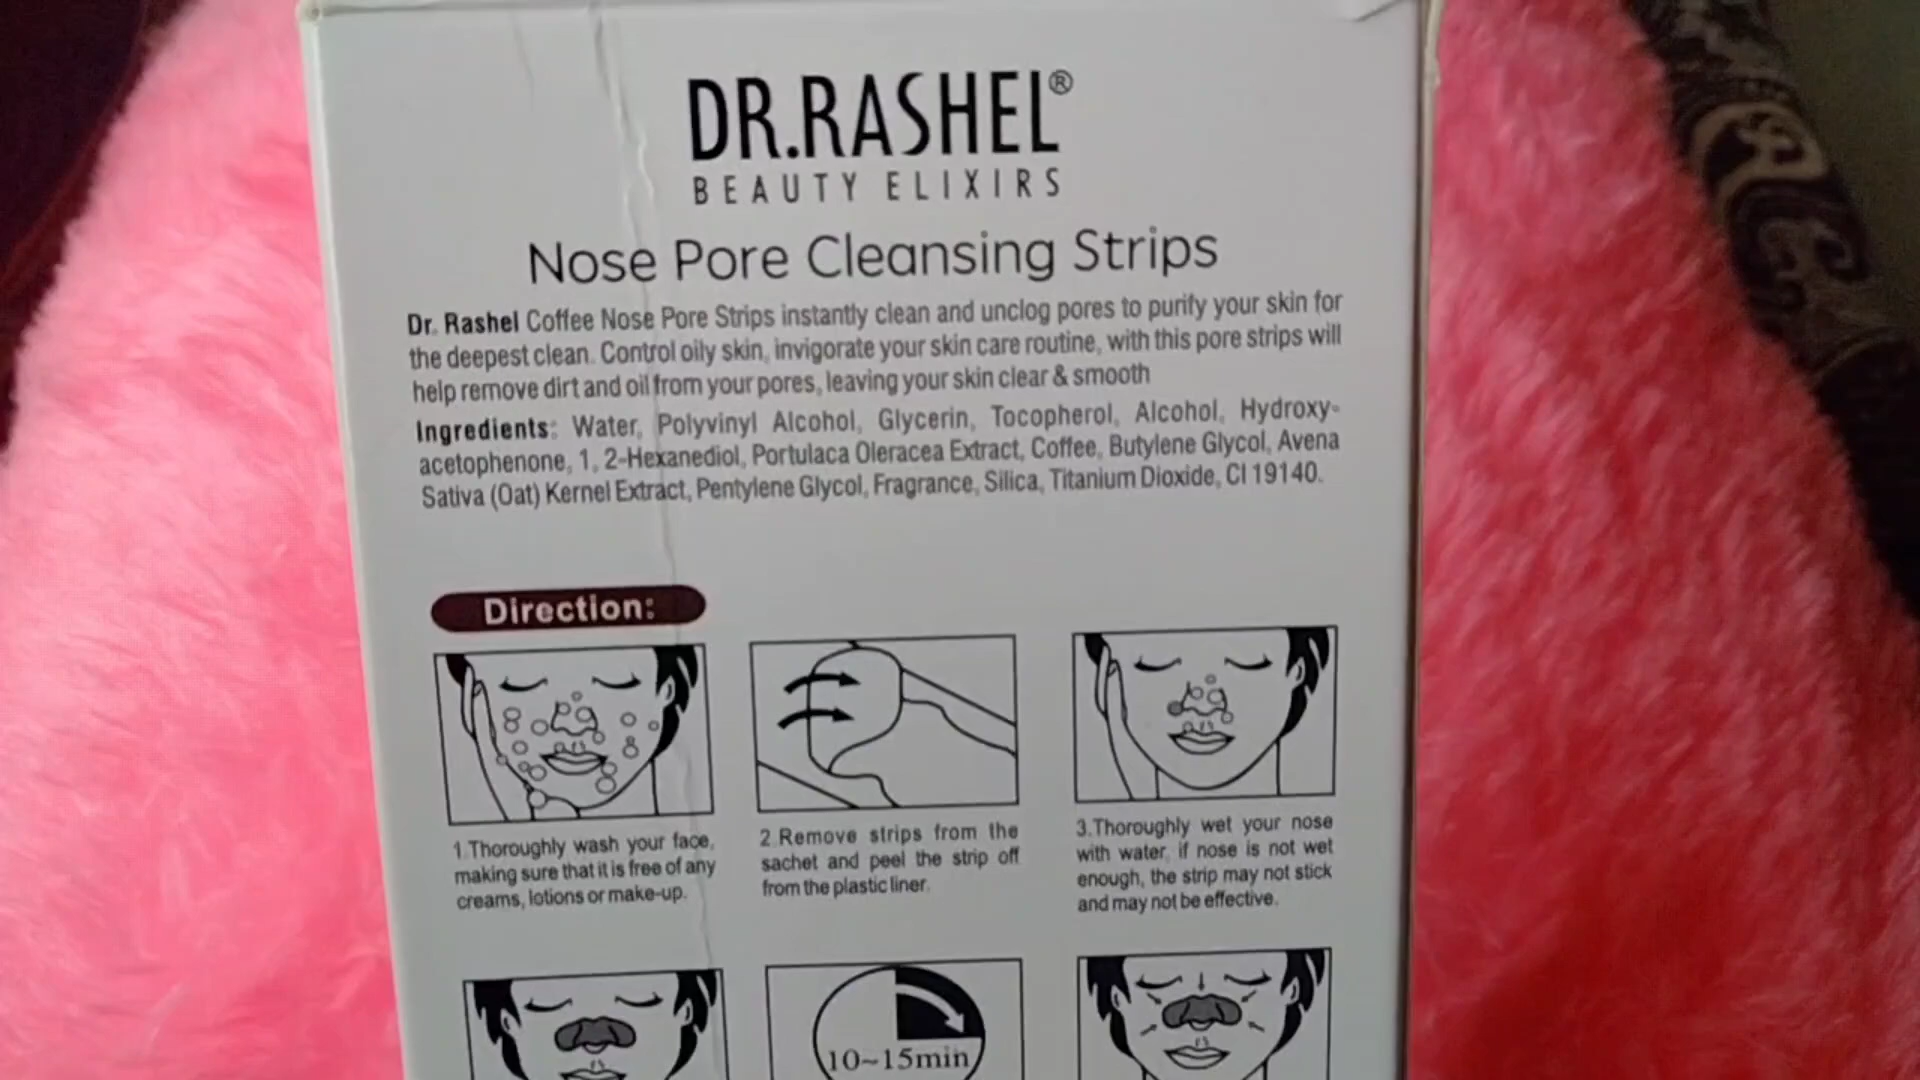 DR.RASHEL®
BEAUTY ELIXIRS
Nose Pore Cleansing Strips
Dr. Rashel Coffee Nose Pore Strips instantly clean and unclog pores to purify your skin for
the deepest clean. Control oily skin, invigorate your skin care routine, with this pore strips will
help remove dirt and oil from your pores, leaving your skin clear & smooth
Ingredients: Water, Polyvinyl Alcohol, Glycerin, Tocopherol, Alcohol, Hydroxy-
acetophenone, 1, 2-Hexanediol, Portulaca Oleracea Extract, Coffee, Butylene Glycol, Avena
Sativa (Oat) Kernel Extract, Pentylene Glycol, Fragrance, Silica, Titanium Dioxide, CI 19140.
Direction:
1.Thoroughly wash your face,
making sure that it is free of any
creams, lotions or make-up.
2.Remove strips from the
sachet and peel the strip off
from the plastic liner.
3.Thoroughly wet your nose
with water, if nose is not wet
enough, the strip may not stick
and may not be effective.
10~15min